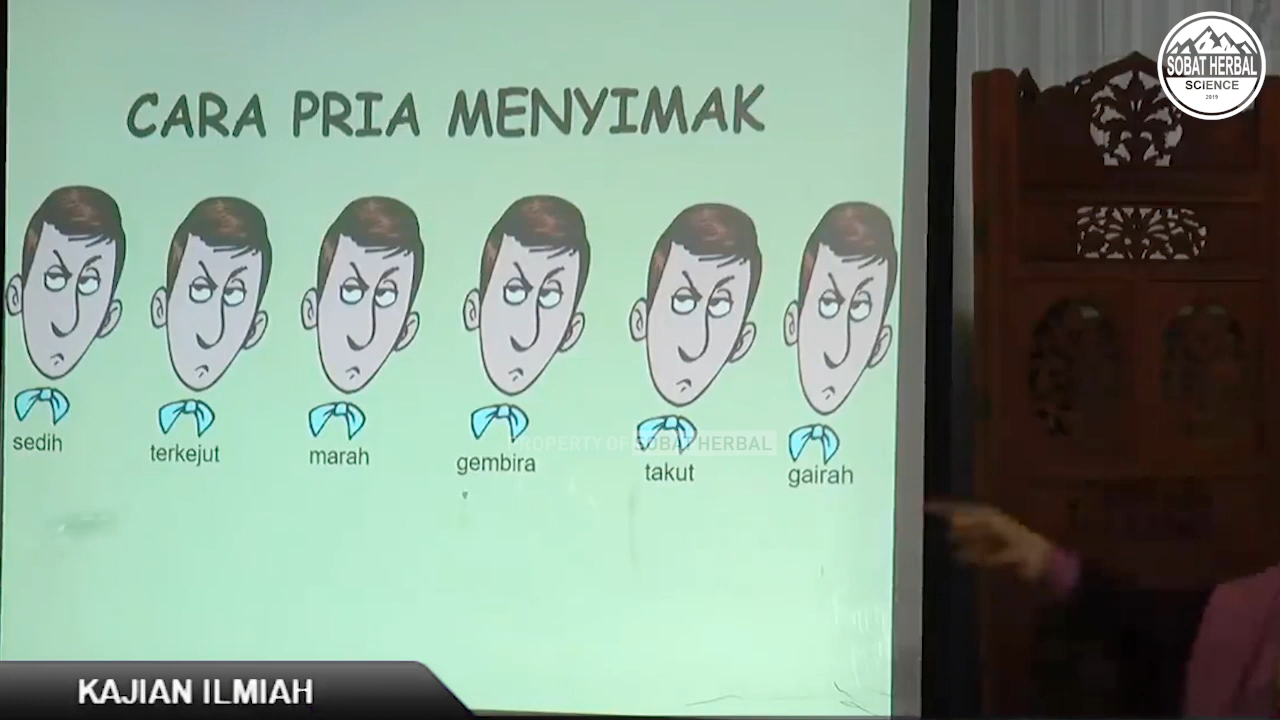 SOBAT HERBAL
SCIENCE
2019
CARA PRIA MENYIMAK
sedih
terkejut
marah
gembira
takut
gairah
PROPERTY OF SOBAT HERBAL
KAJIAN ILMIAH